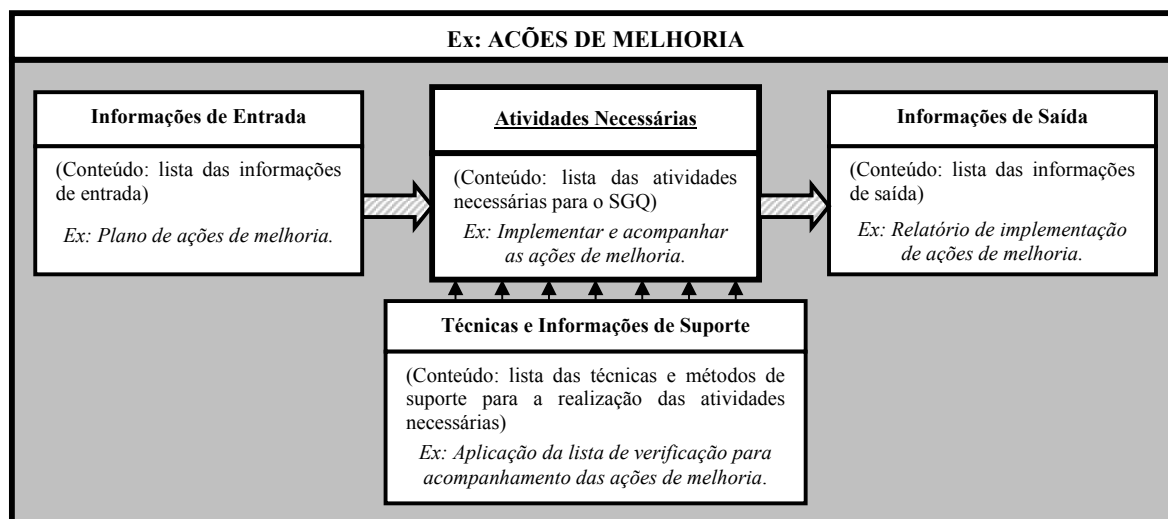 Ex: ACÕES DE MELHORIA
Informações de Entrada
(Conteúdo: lista das informações
de entrada)
Ex: Plano de ações de melhoria.
Atividades Necessárias
(Conteúdo: lista das atividades
necessárias para o SGQ)
Ex: Implementar e acompanhar
as ações de melhoria.
Informações de Saída
(Conteúdo: lista das informações
de saída)
Ex: Relatório de implementação
de ações de melhoria.
Técnicas e Informações de Suporte
(Conteúdo: lista das técnicas e métodos de
suporte para a realização das atividades
necessárias)
Ex: Aplicação da lista de verificação para
acompanhamento das ações de melhoria.